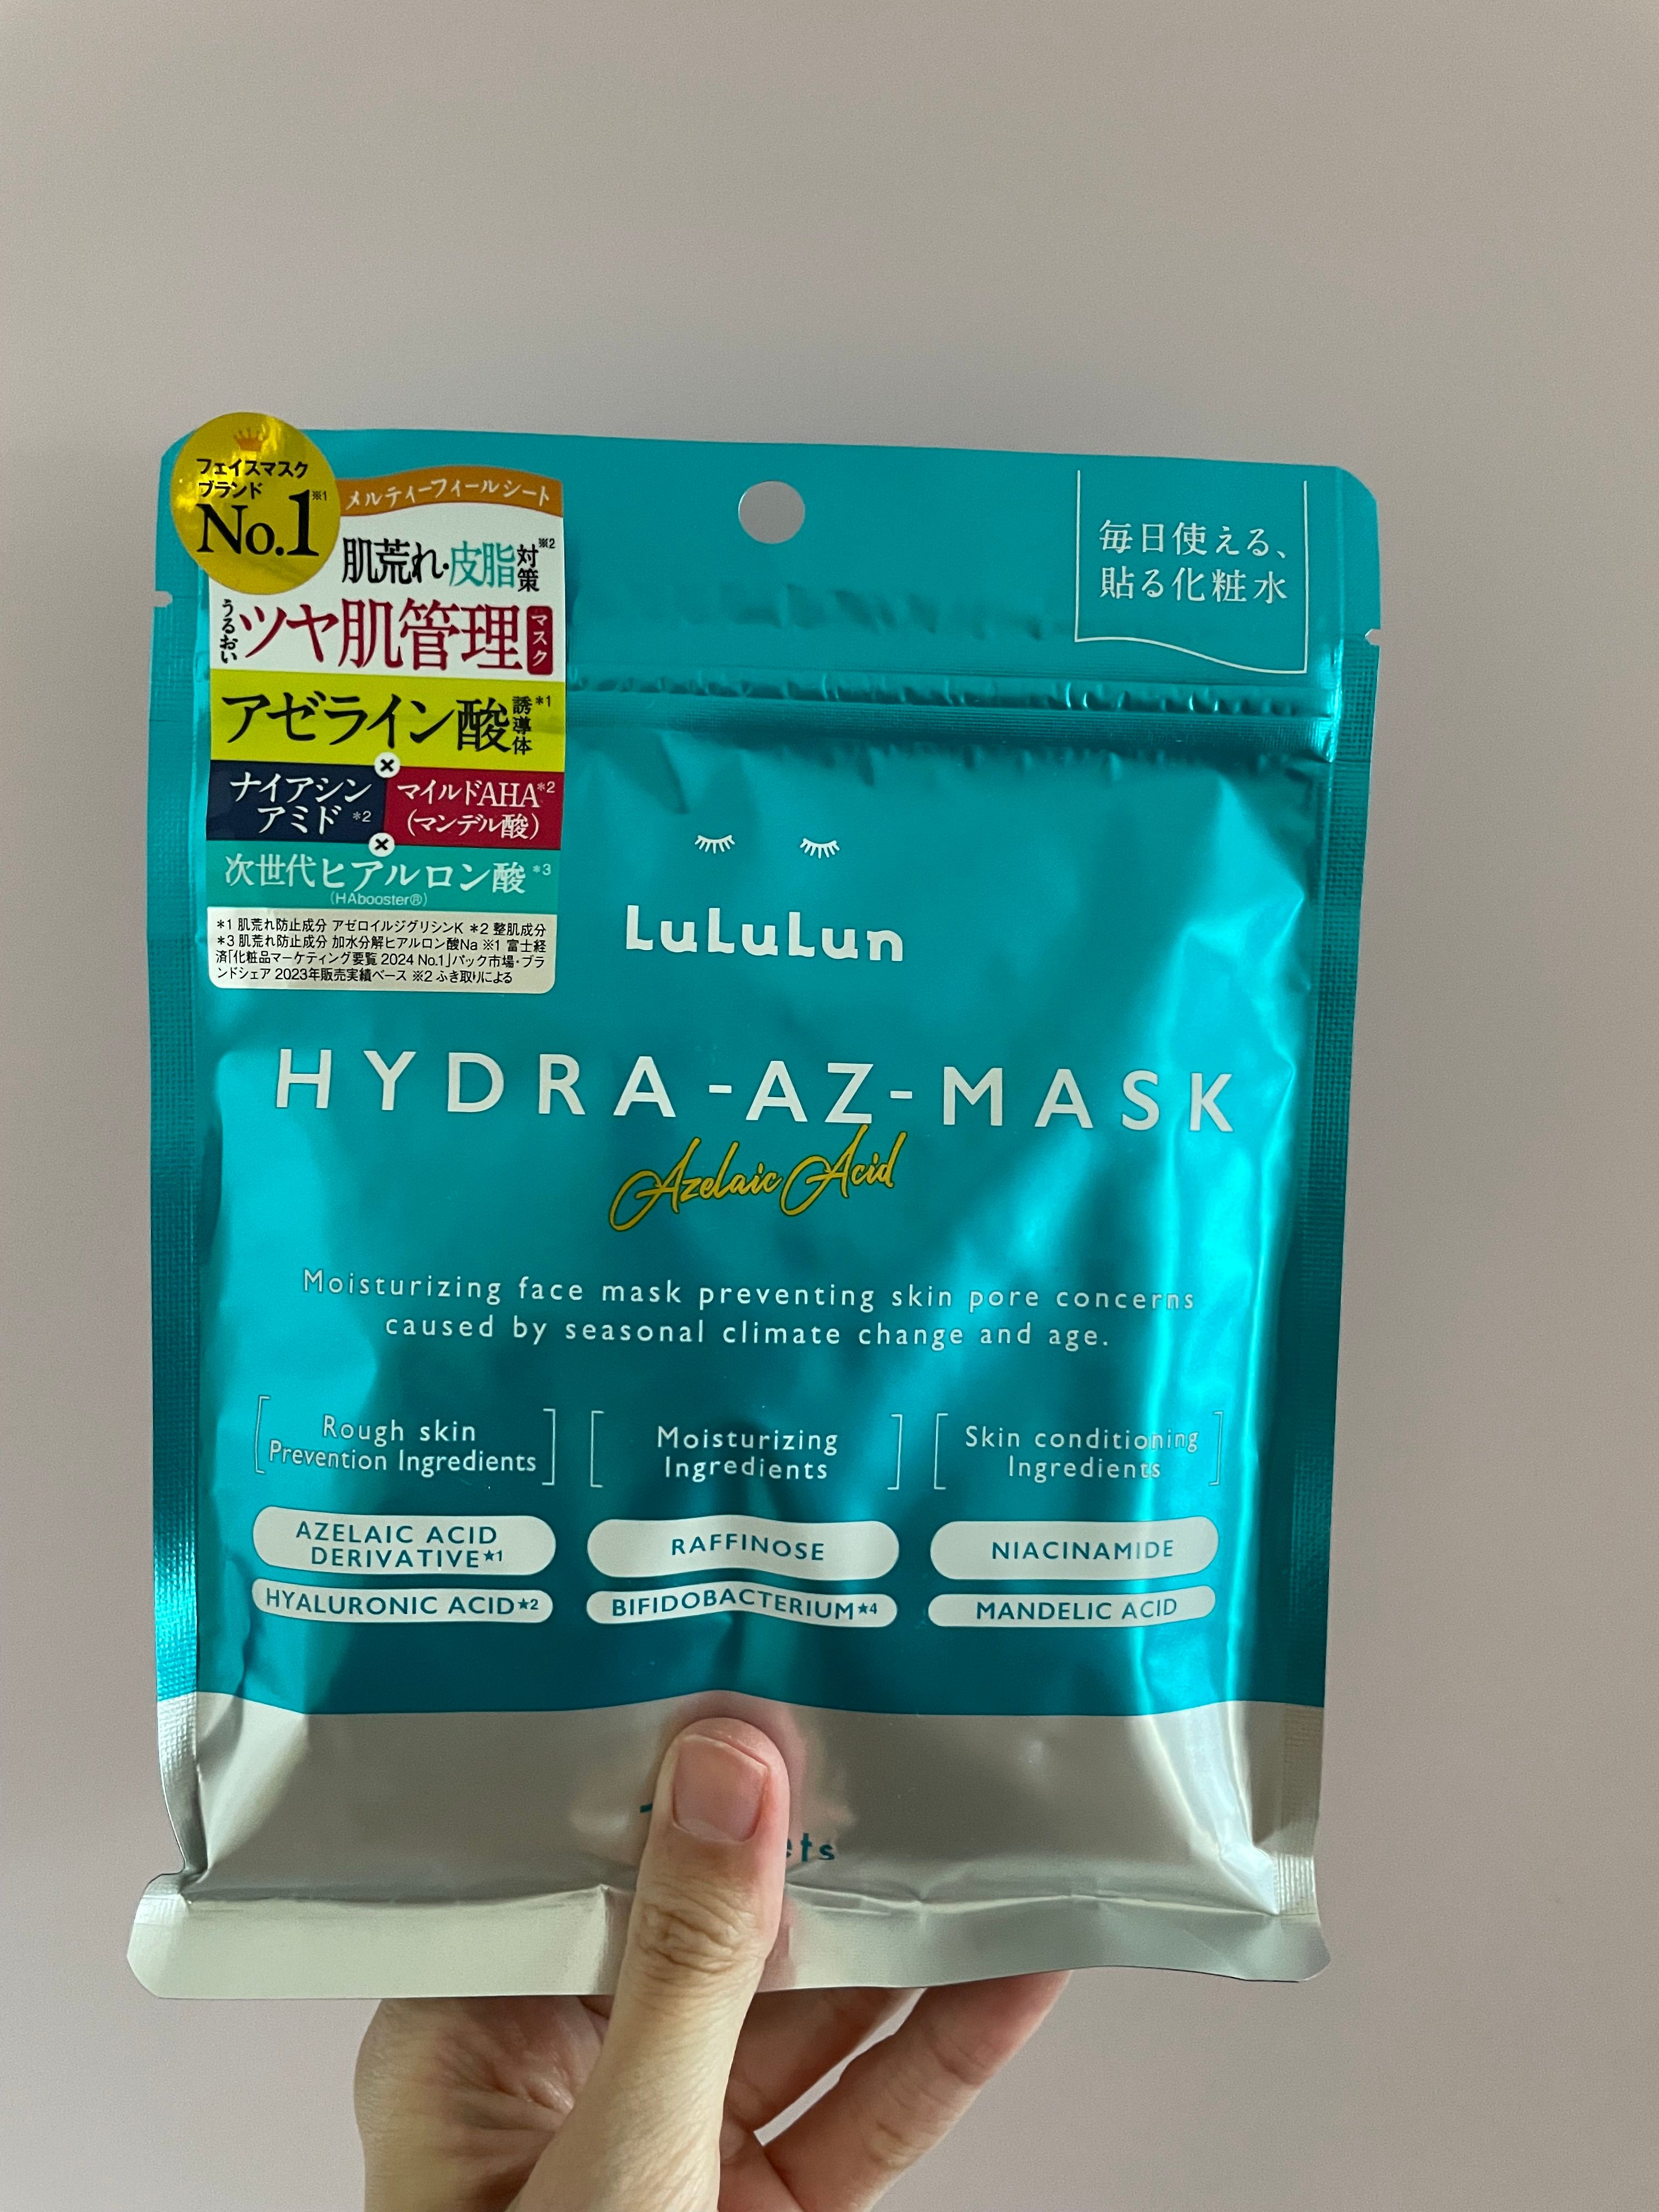 フェイスマスク
ブランド
No.1※1
メルティーフィールシート
肌荒れ・皮脂対策※2
うるおいツヤ肌管理マスク
アゼライン酸誘導体*1
×
ナイアシンアミド*2
マイルドAHA*2
(マンデル酸)
×
次世代ヒアルロン酸*3
(HAbooster®)
*1 肌荒れ防止成分 アゼロイルジグリシンK *2 整肌成分
*3 肌荒れ防止成分 加水分解ヒアルロン酸Na ※1 富士経
済「化粧品マーケティング要覧 2024 No.1」パック市場・ブラ
ンドシェア 2023年販売実績ベース ※2 ふき取りによる
毎日使える、
貼る化粧水
LuLuLun
HYDRA-AZ-MASK
Azelaic Acid
Moisturizing face mask preventing skin pore concerns
caused by seasonal climate change and age.
Rough skin
Prevention Ingredients
AZELAIC ACID
DERIVATIVE★1
HYALURONIC ACID★2
Moisturizing
Ingredients
RAFFINOSE
BIFIDOBACTERIUM★4
Skin conditioning
Ingredients
NIACINAMIDE
MANDELIC ACID